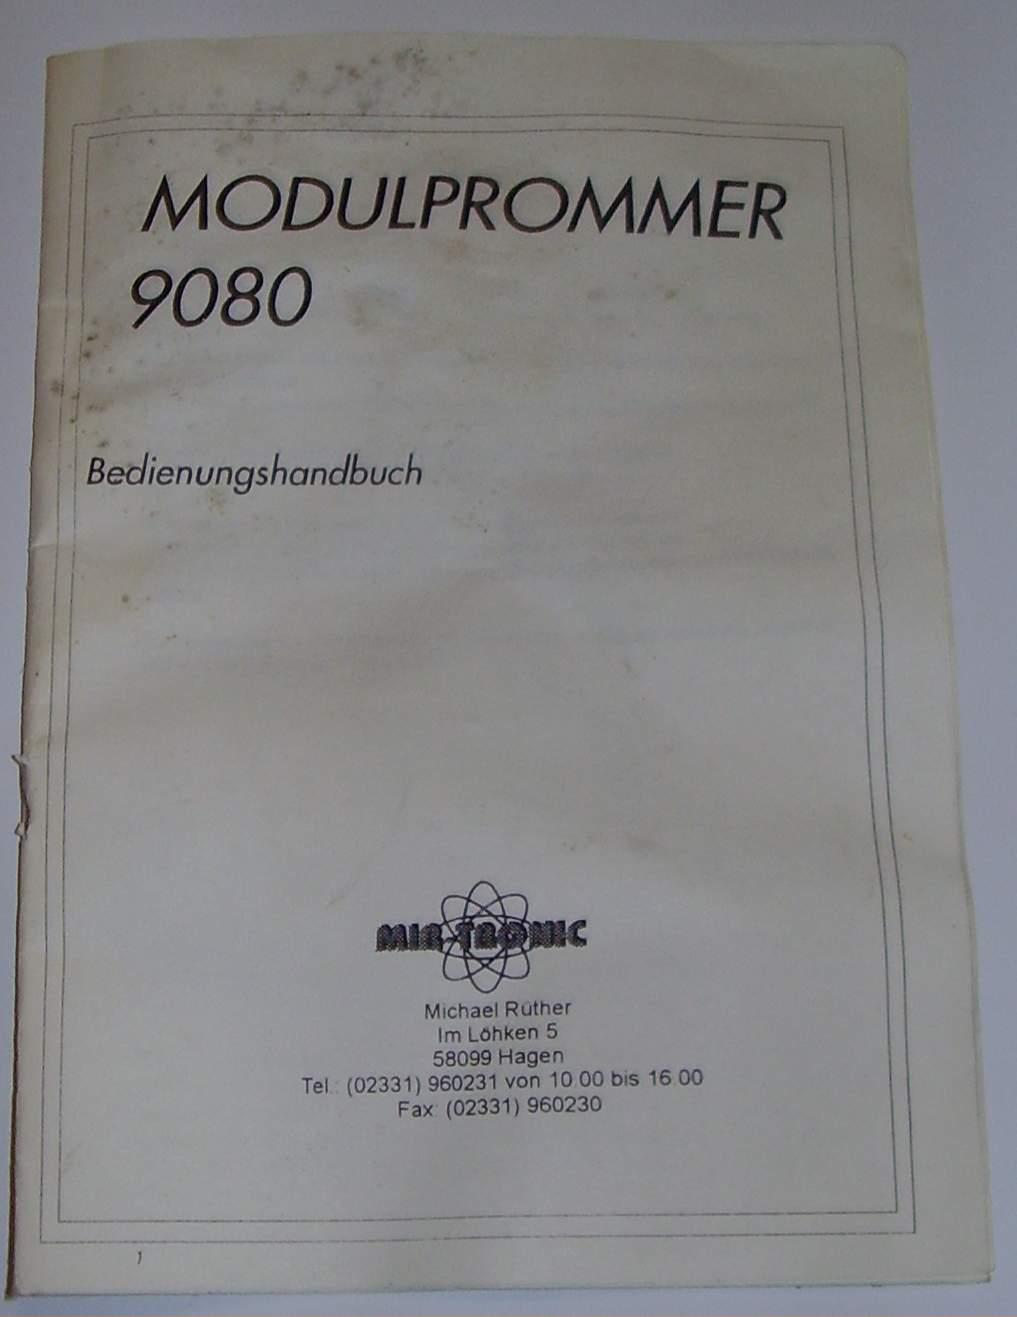 MODULPROMMER
9080
Bedienungshandbuch
MIR-TRONIC
Michael Rüther
Im Löhken 5
58099 Hagen
Tel.: (02331) 960231 von 10.00 bis 16.00
Fax: (02331) 960230
1